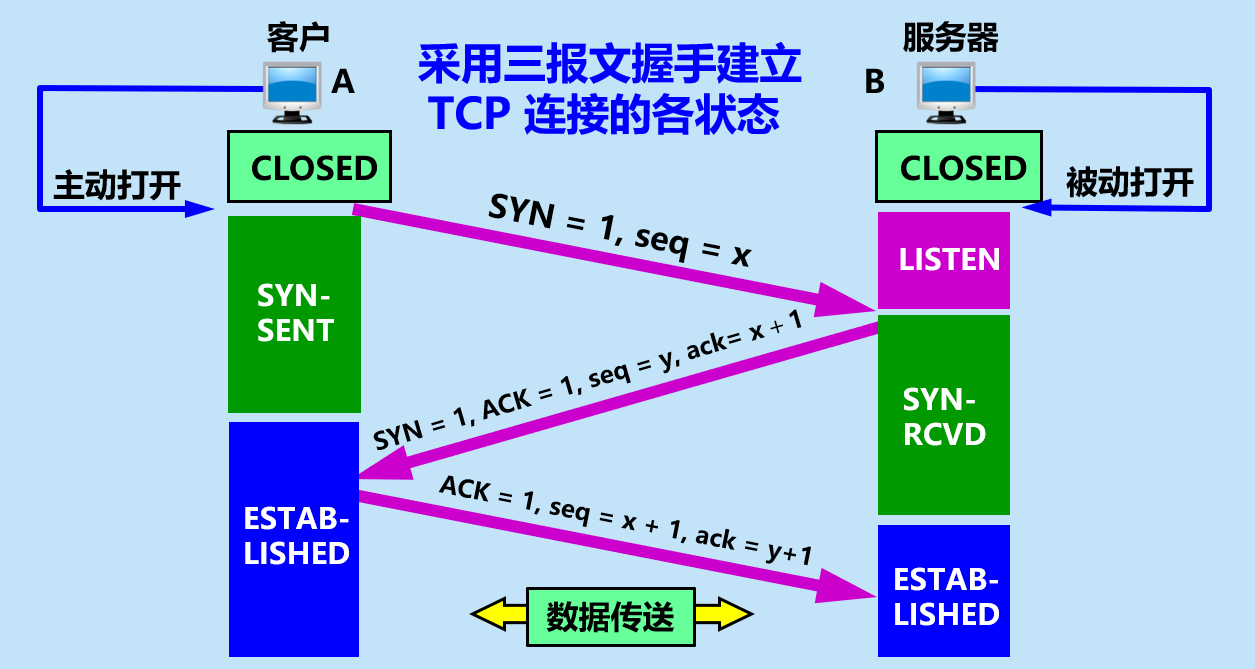 客户
服务器
采用三报文握手建立
TCP 连接的各状态
A
B
CLOSED
CLOSED
主动打开
被动打开
SYN = 1, seq = x
LISTEN
SYN-
SENT
SYN = 1, ACK = 1, seq = y, ack= x + 1
SYN-
RCVD
ESTAB-
LISHED
ACK = 1, seq = x + 1, ack = y+1
ESTAB-
LISHED
数据传送